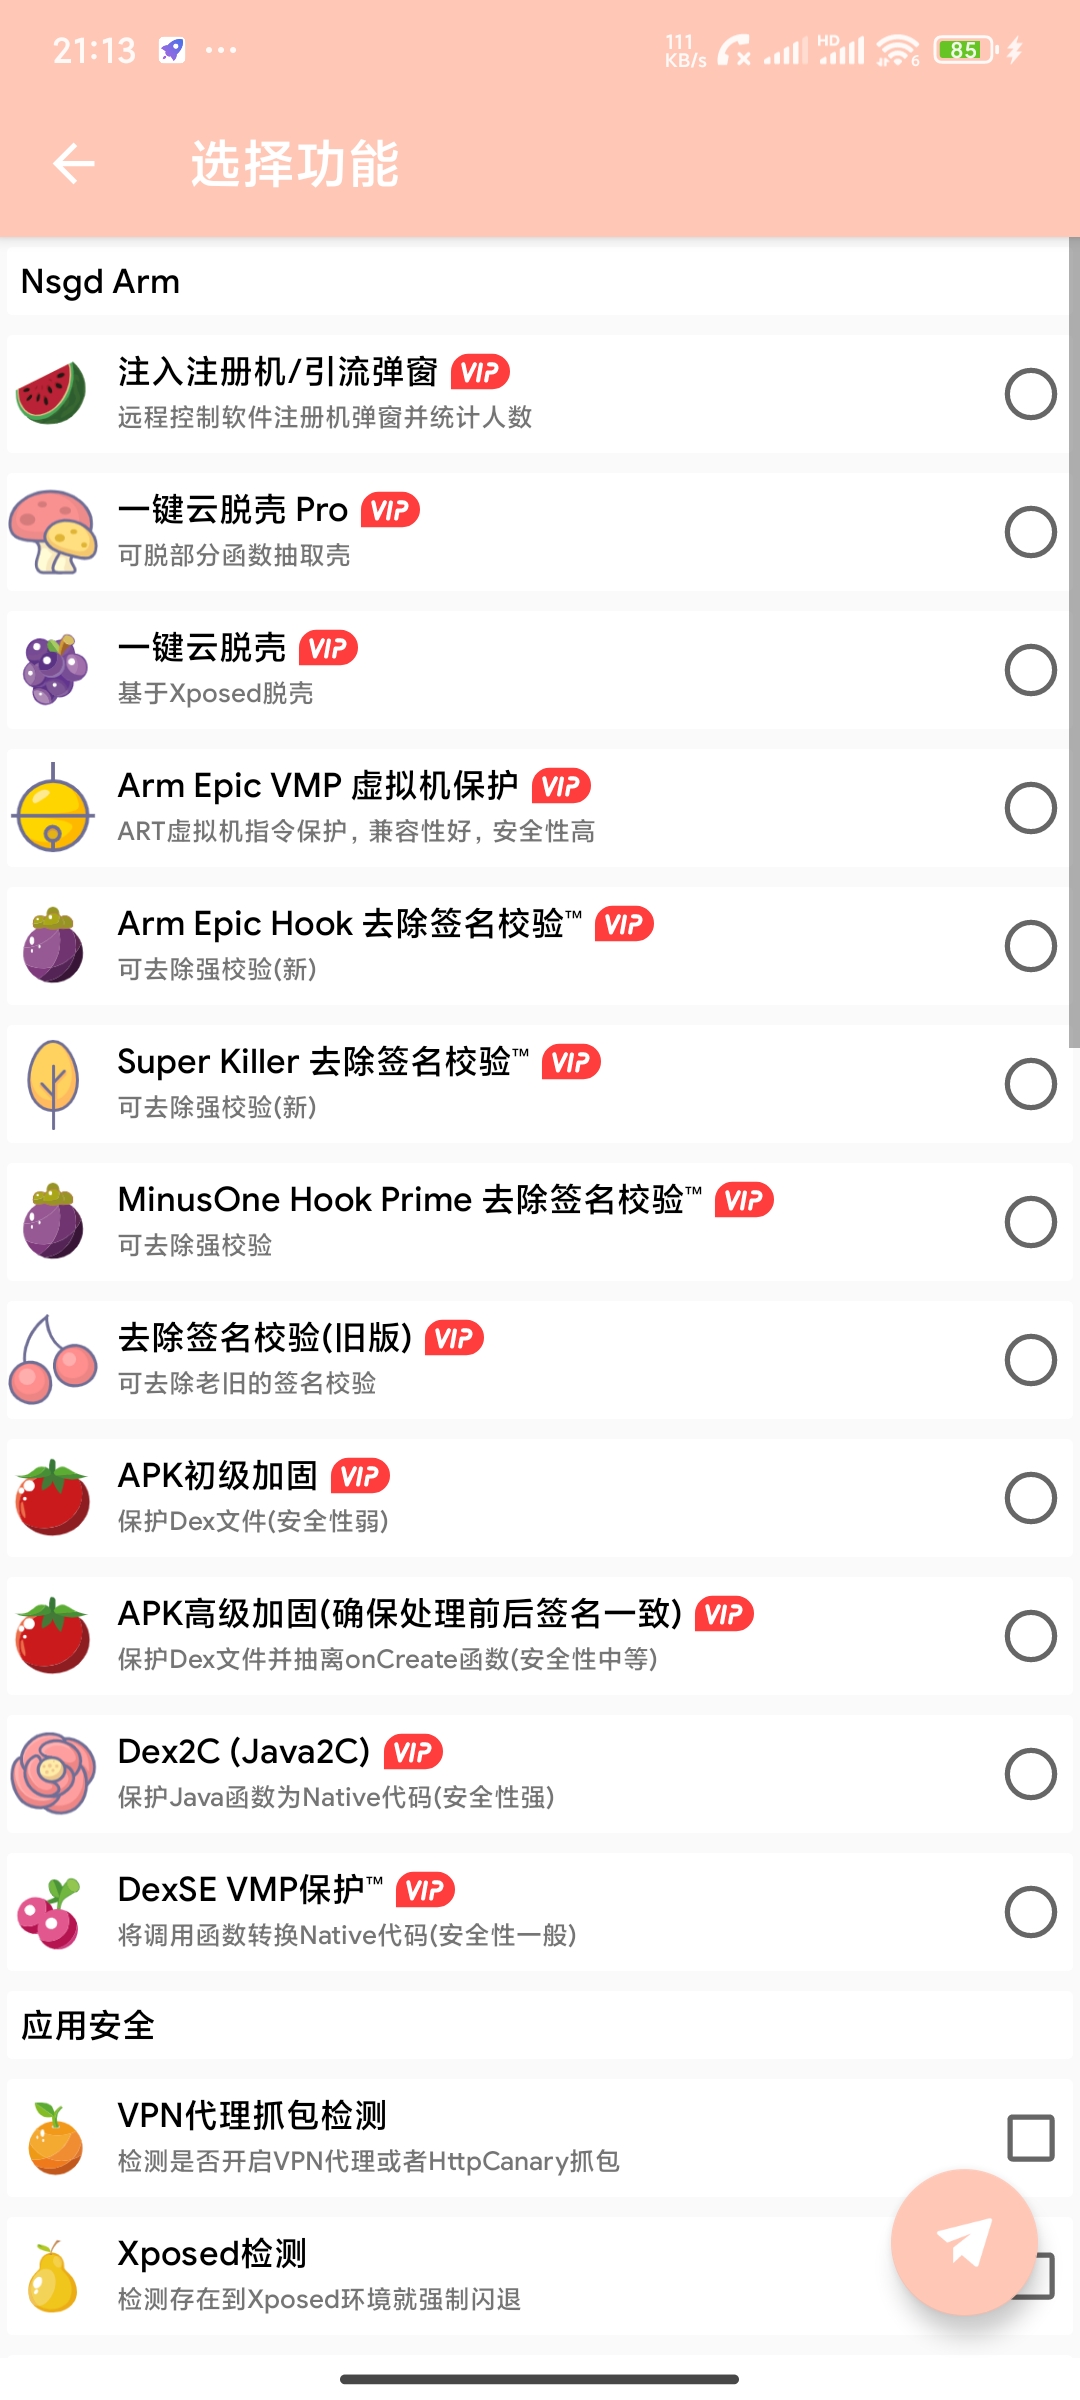 21:13 ...
111 KB/s HD 6 85
选择功能
Nsgd Arm
注入注册机/引流弹窗 VIP
远程控制软件注册机弹窗并统计人数
一键云脱壳 Pro VIP
可脱部分函数抽取壳
一键云脱壳 VIP
基于Xposed脱壳
Arm Epic VMP 虚拟机保护 VIP
ART虚拟机指令保护，兼容性好，安全性高
Arm Epic Hook 去除签名校验™ VIP
可去除强校验(新)
Super Killer 去除签名校验™ VIP
可去除强校验(新)
MinusOne Hook Prime 去除签名校验™ VIP
可去除强校验
去除签名校验(旧版) VIP
可去除老旧的签名校验
APK初级加固 VIP
保护Dex文件(安全性弱)
APK高级加固(确保处理前后签名一致) VIP
保护Dex文件并抽离onCreate函数(安全性中等)
Dex2C (Java2C) VIP
保护Java函数为Native代码(安全性强)
DexSE VMP保护™ VIP
将调用函数转换Native代码(安全性一般)
应用安全
VPN代理抓包检测
检测是否开启VPN代理或者HttpCanary抓包
Xposed检测
检测存在到Xposed环境就强制闪退